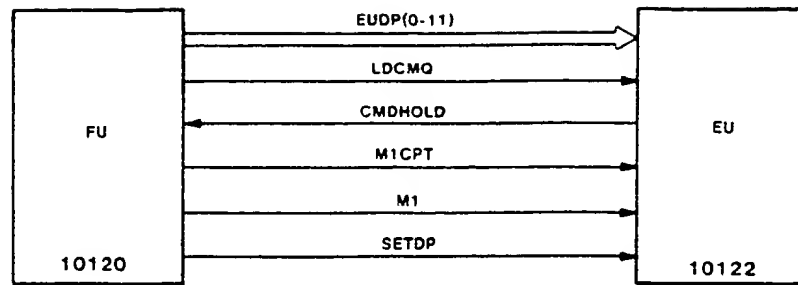 EUDP(0-11)
LDCMQ
CMDHOLD
FU
EU
M1CPT
M1
SETDP
10120
10122